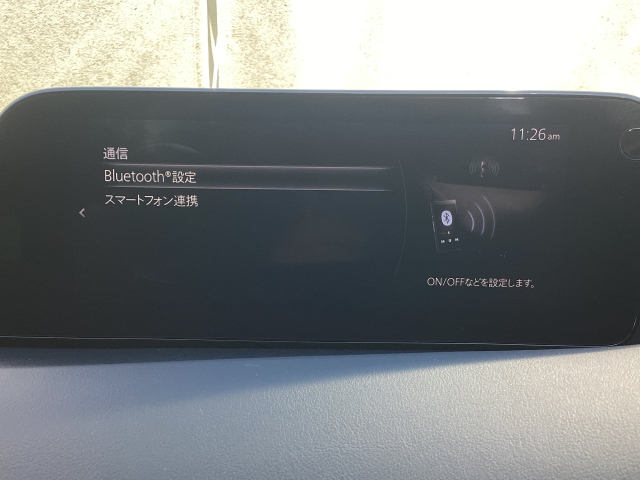 11:26am
通信
Bluetooth®設定
スマートフォン連携
ON/OFFなどを設定します。